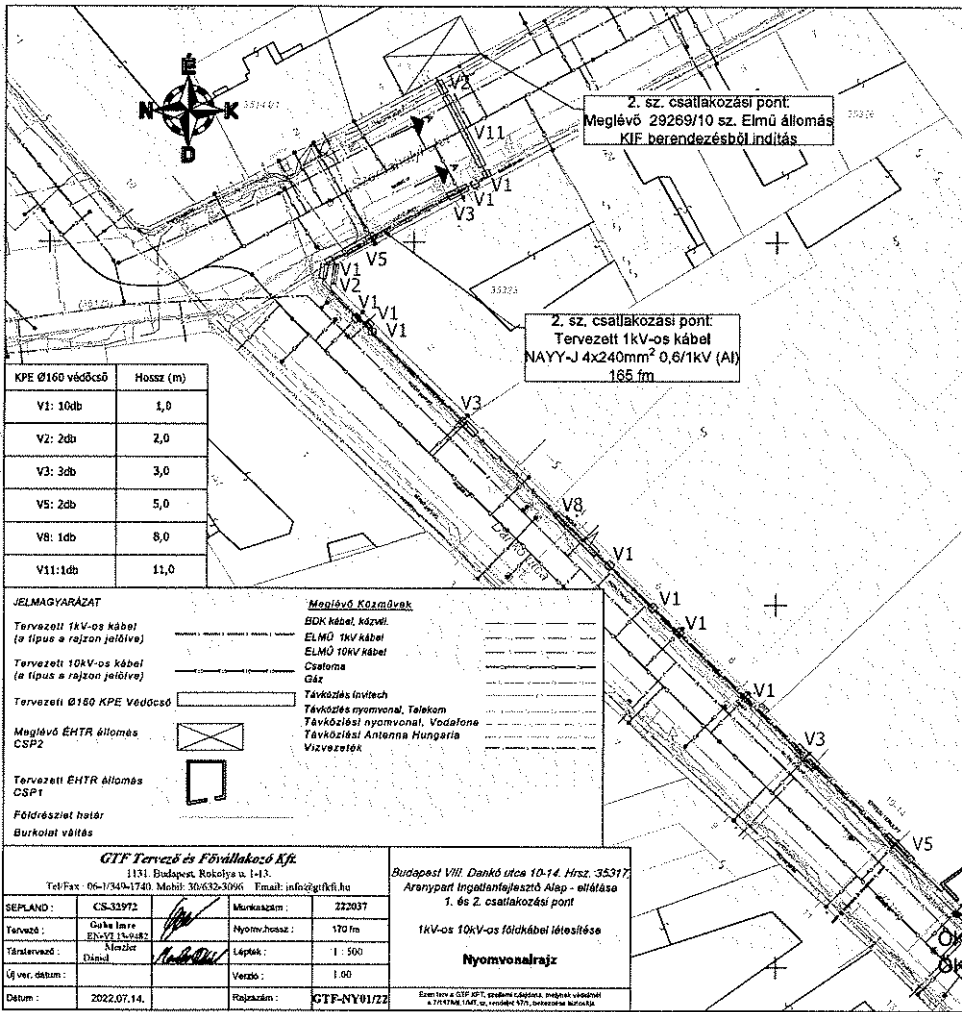 É
N K
D
35144/1
V2
2. sz. csatlakozási pont:
Meglévő 29269/10 sz. Elmű állomás
KIF berendezésből indítás
V11
V1
V1
V3
V5
V1
V2
V1
V1
35325
2. sz. csatlakozási pont:
Tervezett 1kV-os kábel
NAYY-J 4x240mm² 0,6/1kV (Al)
165 fm
KPE Ø160 védőcső Hossz (m)
V1: 10db 1,0
V2: 2db 2,0
V3: 3db 3,0
V5: 2db 5,0
V8: 1db 8,0
V11:1db 11,0
V3
V8
V1
V1
V1
V1
V3
V5
JELMAGYARÁZAT
Tervezett 1kV-os kábel
(a típus a rajzon jelölve)
Tervezett 10kV-os kábel
(a típus a rajzon jelölve)
Tervezett Ø160 KPE Védőcső
Meglévő ÉHTR állomás
CSP2
Tervezett ÉHTR állomás
CSP1
Földrészlet határ
Burkolat váltás
Meglévő Közművek
BDK kábel, közvil.
ELMŰ 1kV kábel
ELMŰ 10kV kábel
Csatorna
Gáz
Távközlés Invitech
Távközlés nyomvonal, Telekom
Távközlési nyomvonal, Vodafone
Távközlési Antenna Hungaria
Vízvezeték
GTF Tervező és Fővállakozó Kft.
1131. Budapest, Rokolya u. 1-13.
Tel/Fax : 06-1/349-1740. Mobil: 30/632-3096 Email: info@gtfkft.hu
SEPLAND : CS-32972 Munkaszám : 222037
Tervező : Guba Imre Nyomv.hossz : 170 fm
Társtervező : Meszler Dániel Lépték : 1 : 500
Új ver. dátum : Verzió : 1.00
Dátum : 2022.07.14. Rajzszám : GTF-NY01/22
Budapest VIII. Dankó utca 10-14. Hrsz.:35317
Arenypart Ingatlanfejlesztő Alap - ellátása
1. és 2. csatlakozási pont
1kV-os 10kV-os földkábel létesítése
Nyomvonalrajz